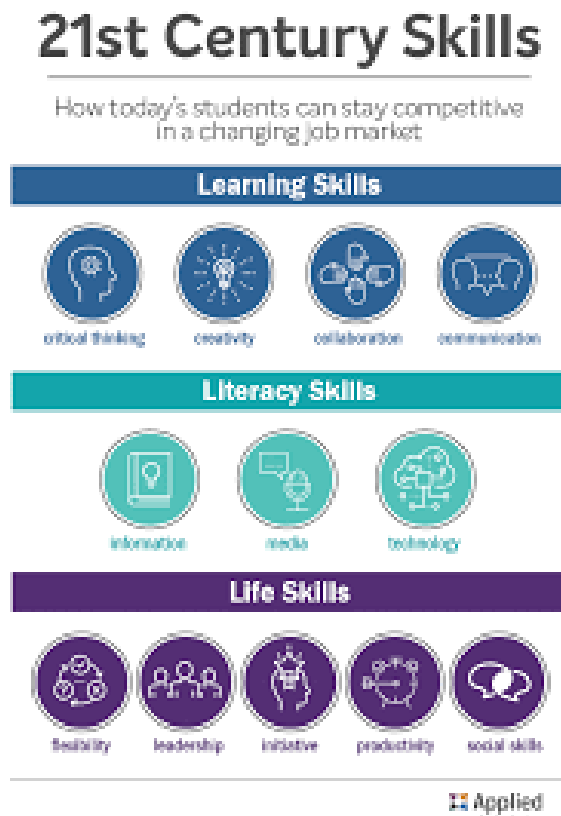 21st Century Skills
How today's students can stay competitive
in a changing job market
Learning Skills
critical thinking creativity collaboration communication
Literacy Skills
information media technology
Life Skills
flexibility leadership initiative productivity social skills
Applied